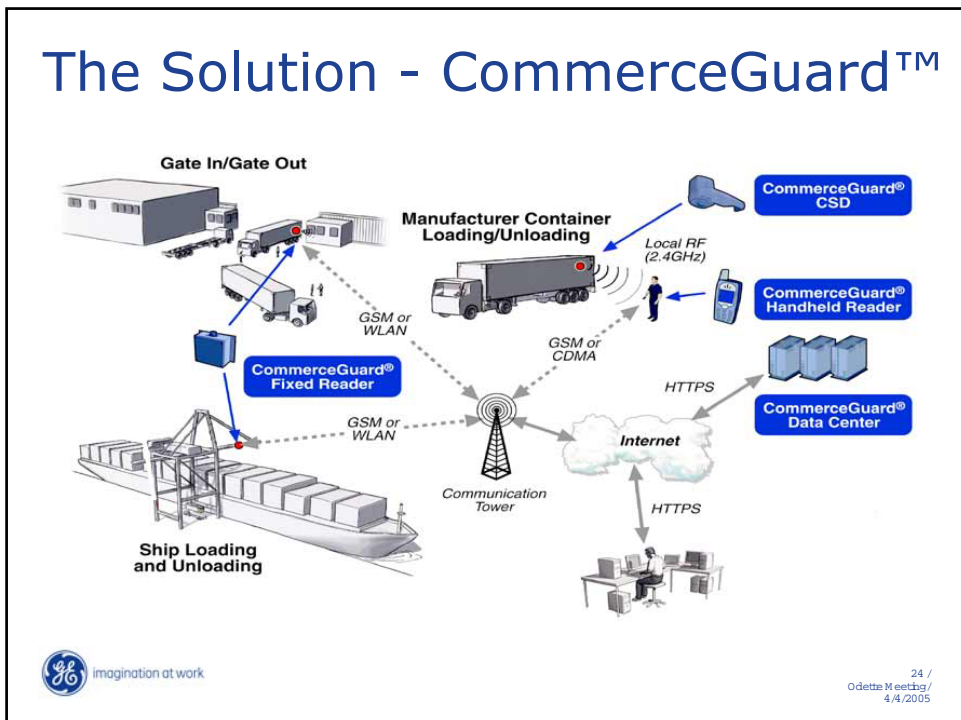 The Solution - CommerceGuard™
Gate In/Gate Out
Manufacturer Container
Loading/Unloading
CommerceGuard®
CSD
Local RF
(2.4GHz)
CommerceGuard®
Handheld Reader
GSM or
WLAN
GSM or
CDMA
CommerceGuard®
Fixed Reader
HTTPS
CommerceGuard®
Data Center
GSM or
WLAN
Internet
Communication
Tower
HTTPS
Ship Loading
and Unloading
GE
imagination at work
24 /
Odette Meeting/
4/4/2005